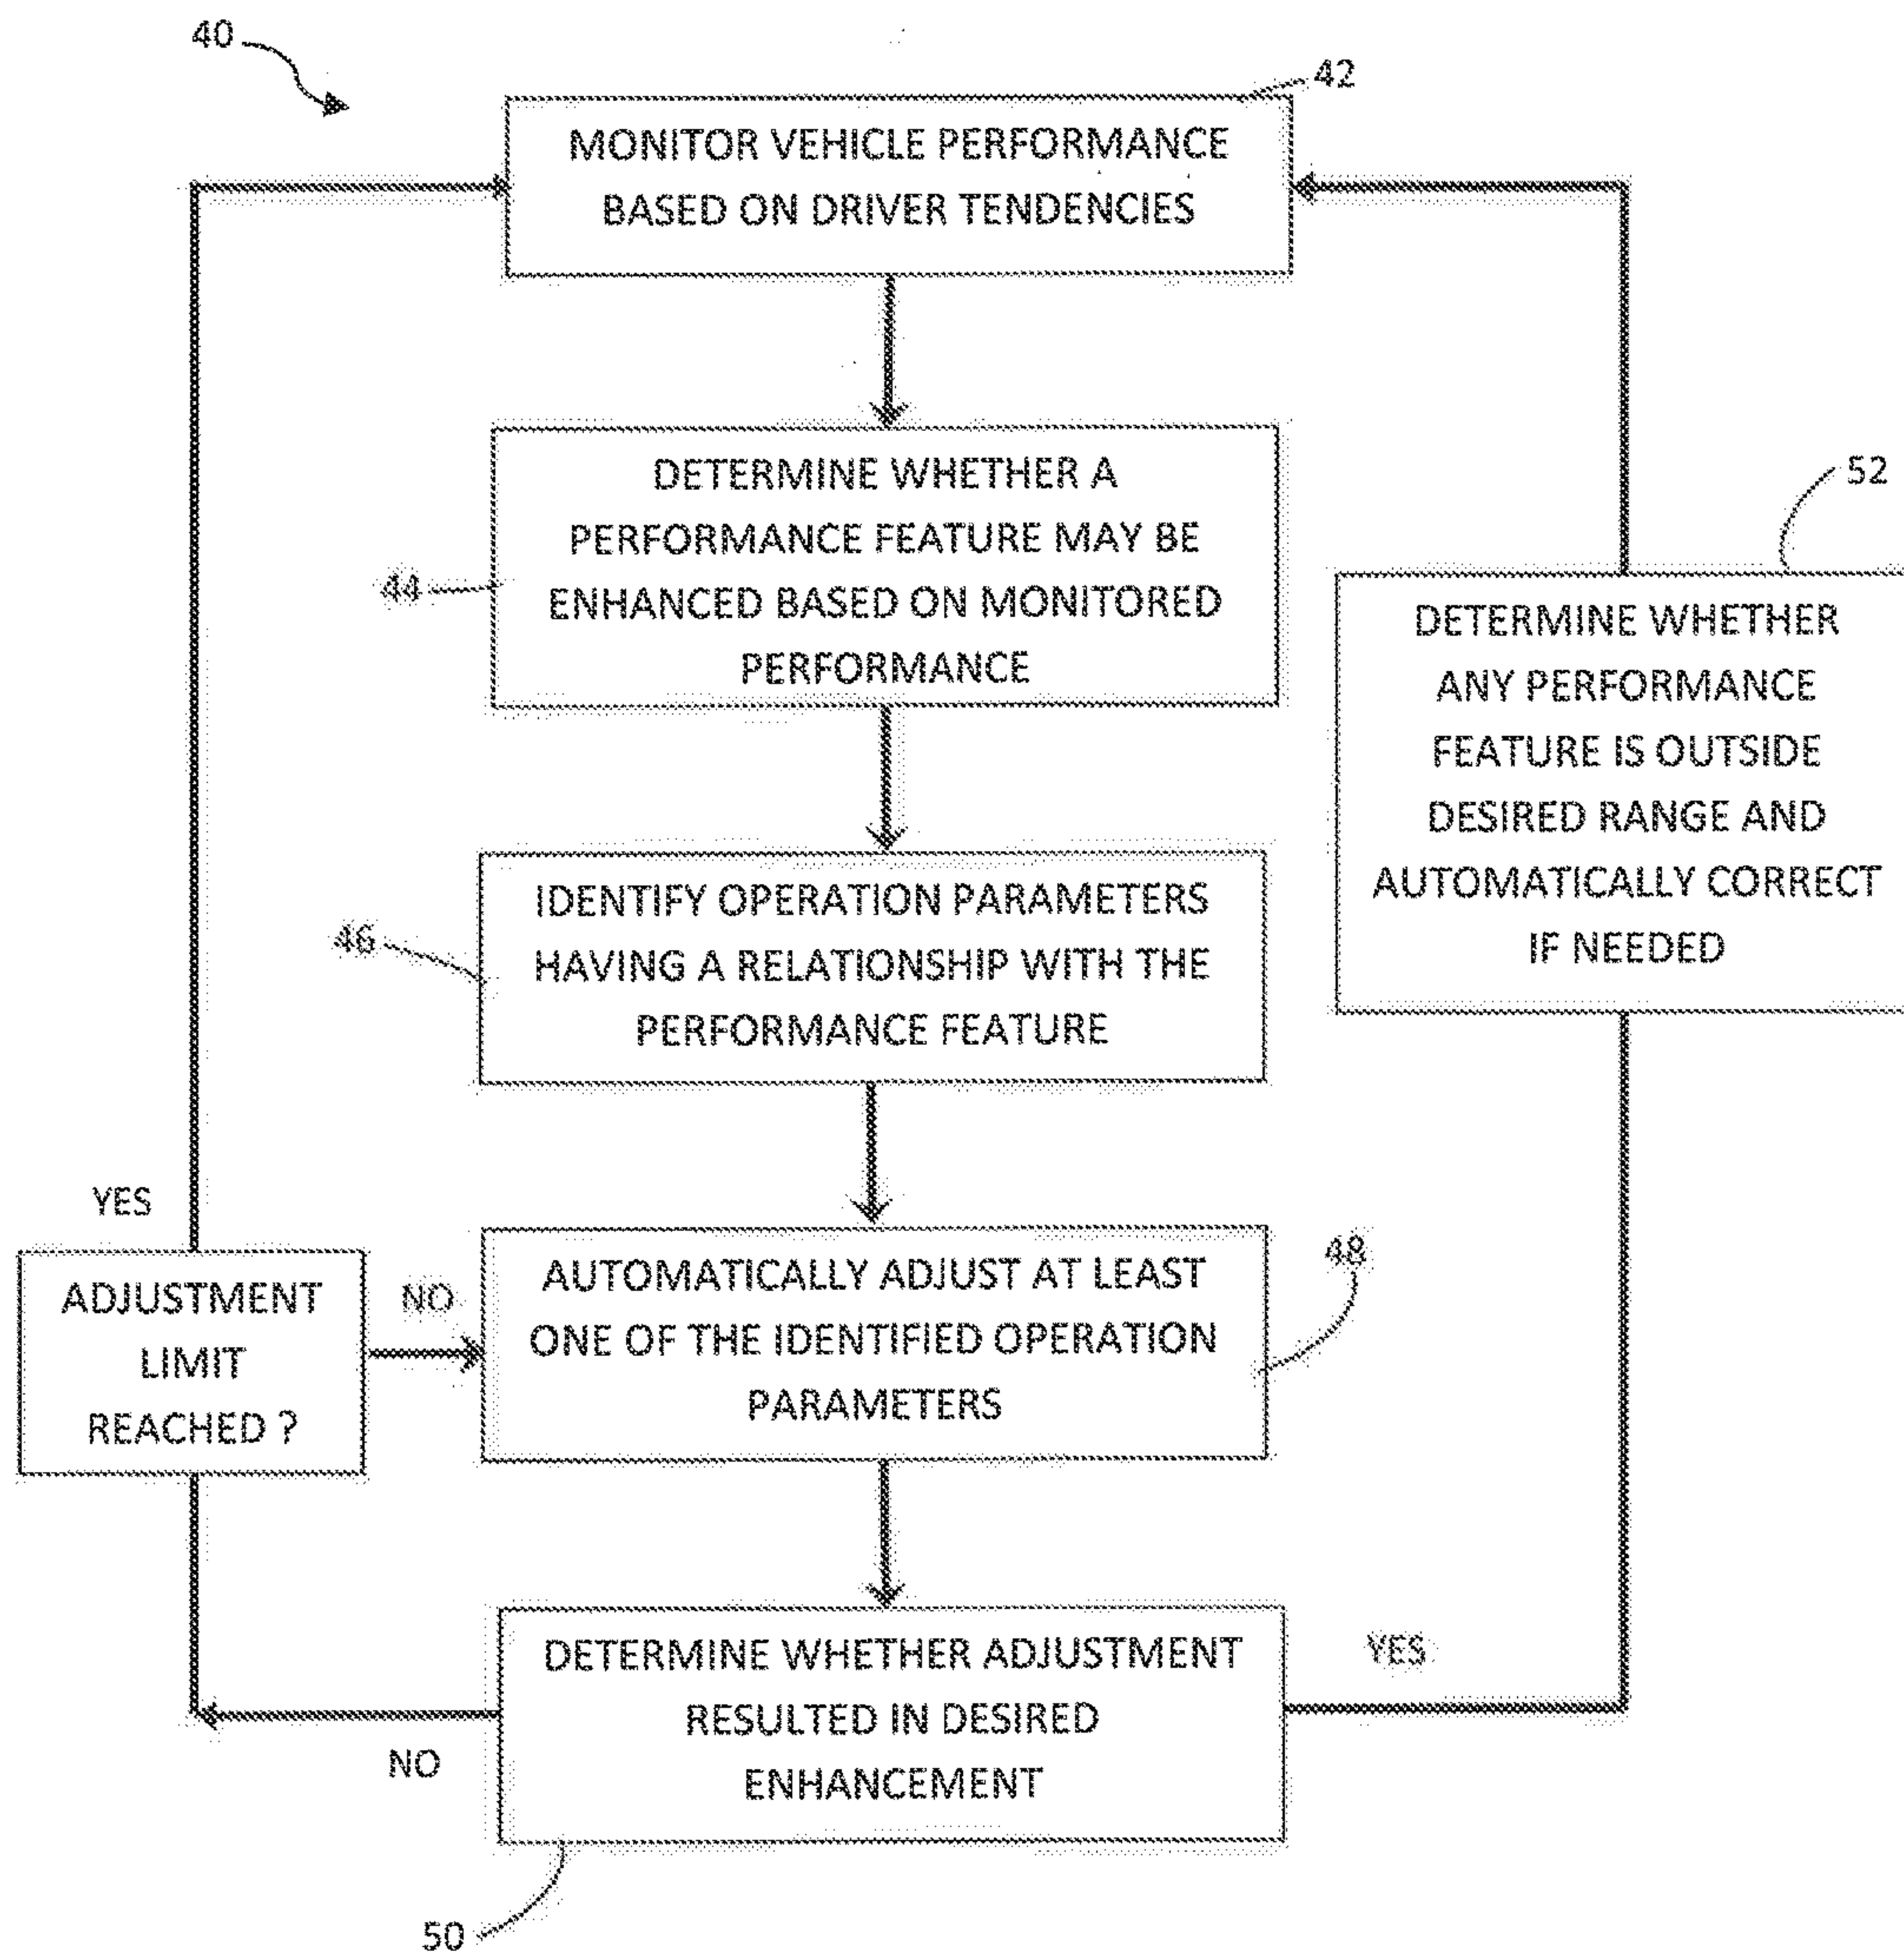 40
42
MONITOR VEHICLE PERFORMANCE
BASED ON DRIVER TENDENCIES
44
DETERMINE WHETHER A
PERFORMANCE FEATURE MAY BE
ENHANCED BASED ON MONITORED
PERFORMANCE
52
DETERMINE WHETHER
ANY PERFORMANCE
FEATURE IS OUTSIDE
DESIRED RANGE AND
AUTOMATICALLY CORRECT
IF NEEDED
46
IDENTIFY OPERATION PARAMETERS
HAVING A RELATIONSHIP WITH THE
PERFORMANCE FEATURE
YES
ADJUSTMENT
LIMIT
REACHED ?
NO
48
AUTOMATICALLY ADJUST AT LEAST
ONE OF THE IDENTIFIED OPERATION
PARAMETERS
DETERMINE WHETHER ADJUSTMENT
RESULTED IN DESIRED
ENHANCEMENT
YES
NO
50